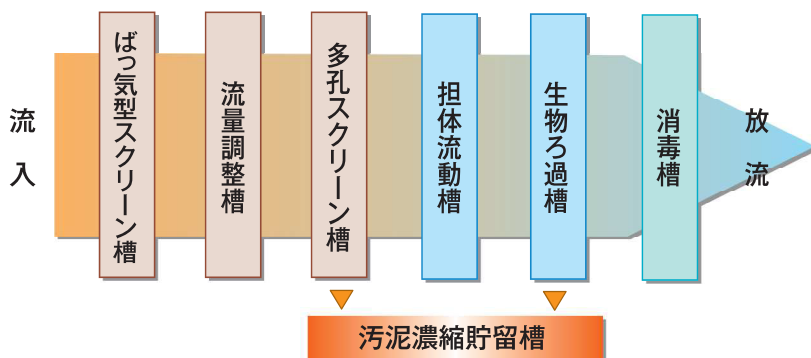 流入
ばっ気型スクリーン槽
流量調整槽
多孔スクリーン槽
担体流動槽
生物ろ過槽
消毒槽
放流
汚泥濃縮貯留槽